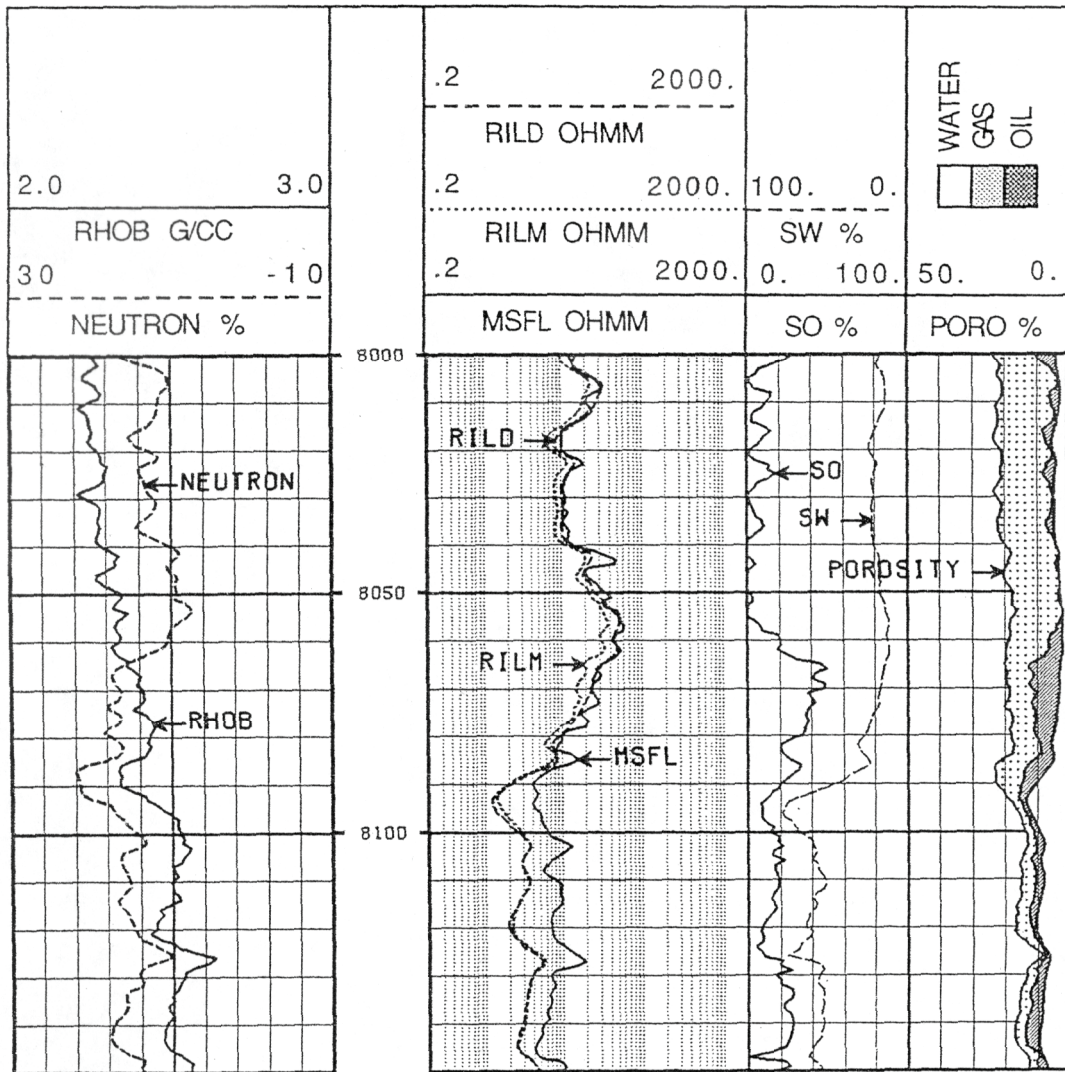 2.0 3.0
RHOB G/CC
30 -10
NEUTRON %
.2 2000.
RILD OHMM
.2 2000.
RILM OHMM
.2 2000.
MSFL OHMM
100. 0.
SW %
0. 100.
SO %
WATER
GAS
OIL
50. 0.
PORO %
8000
RILD
NEUTRON
SO
SW
POROSITY
8050
RILM
RHOB
MSFL
8100